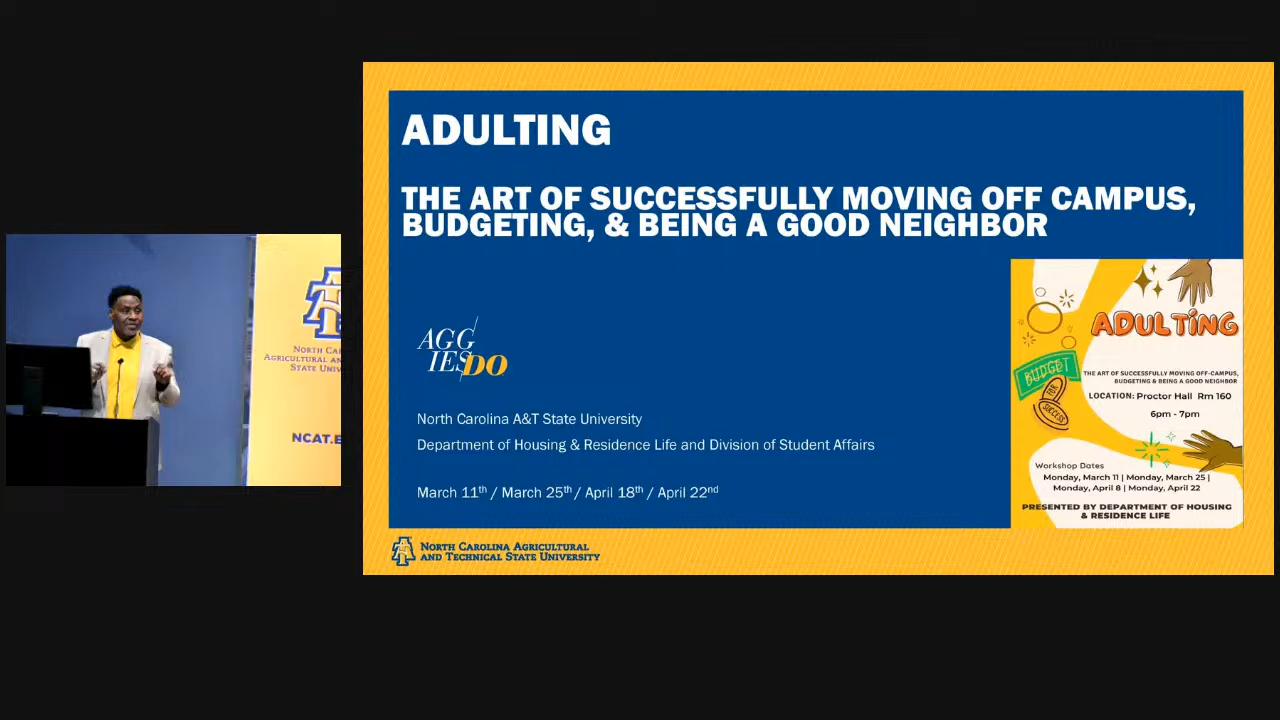 NORTH CAR
AGRICULTURAL AN
STATE UNIV
NCAT.E
ADULTING
THE ART OF SUCCESSFULLY MOVING OFF CAMPUS,
BUDGETING, & BEING A GOOD NEIGHBOR
AGG
IES DO
North Carolina A&T State University
Department of Housing & Residence Life and Division of Student Affairs
March 11th / March 25th / April 18th / April 22nd
ADULTING
BUDGET
FOR
SUCCESS
THE ART OF SUCCESSFULLY MOVING OFF-CAMPUS,
BUDGETING & BEING A GOOD NEIGHBOR
LOCATION: Proctor Hall Rm 160
6pm - 7pm
Workshop Dates
Monday, March 11 | Monday, March 25 |
Monday, April 8 | Monday, April 22
PRESENTED BY DEPARTMENT OF HOUSING
& RESIDENCE LIFE
NORTH CAROLINA AGRICULTURAL
AND TECHNICAL STATE UNIVERSITY